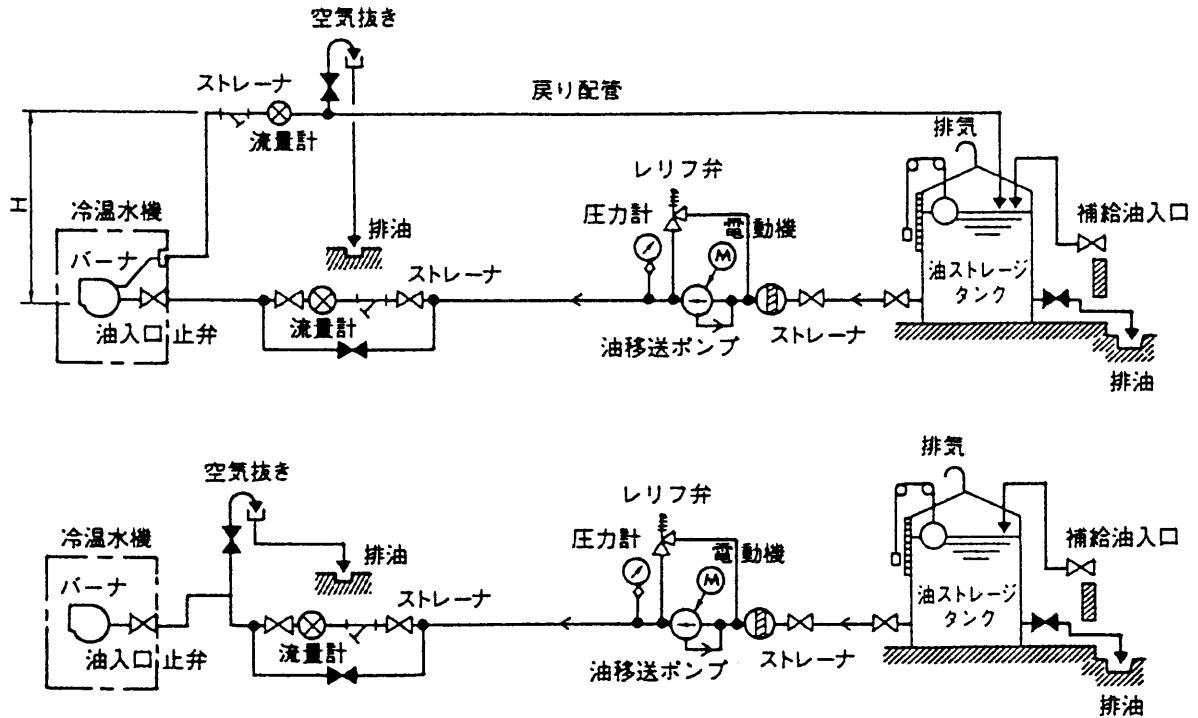 空気抜き
ストレーナ
戻り配管
流量計
排気
レリフ弁
H
冷温水機
圧力計
電動機
補給油入口
排油
バーナ
M
ストレーナ
油ストレージ
タンク
流量計
油入口止弁
油移送ポンプ
ストレーナ
排油
空気抜き
排気
レリフ弁
冷温水機
圧力計
電動機
補給油入口
排油
バーナ
M
ストレーナ
油ストレージ
タンク
油入口止弁
流量計
油移送ポンプ
ストレーナ
排油